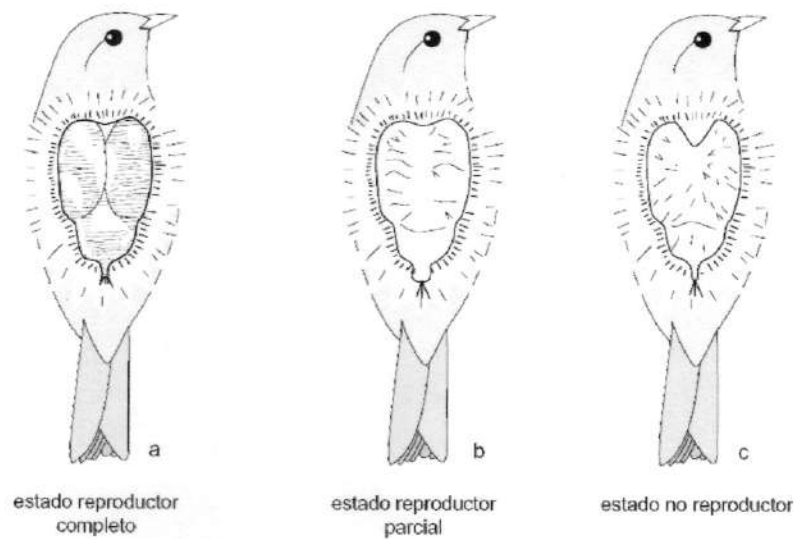 a
b
c
estado reproductor
completo
estado reproductor
parcial
estado no reproductor